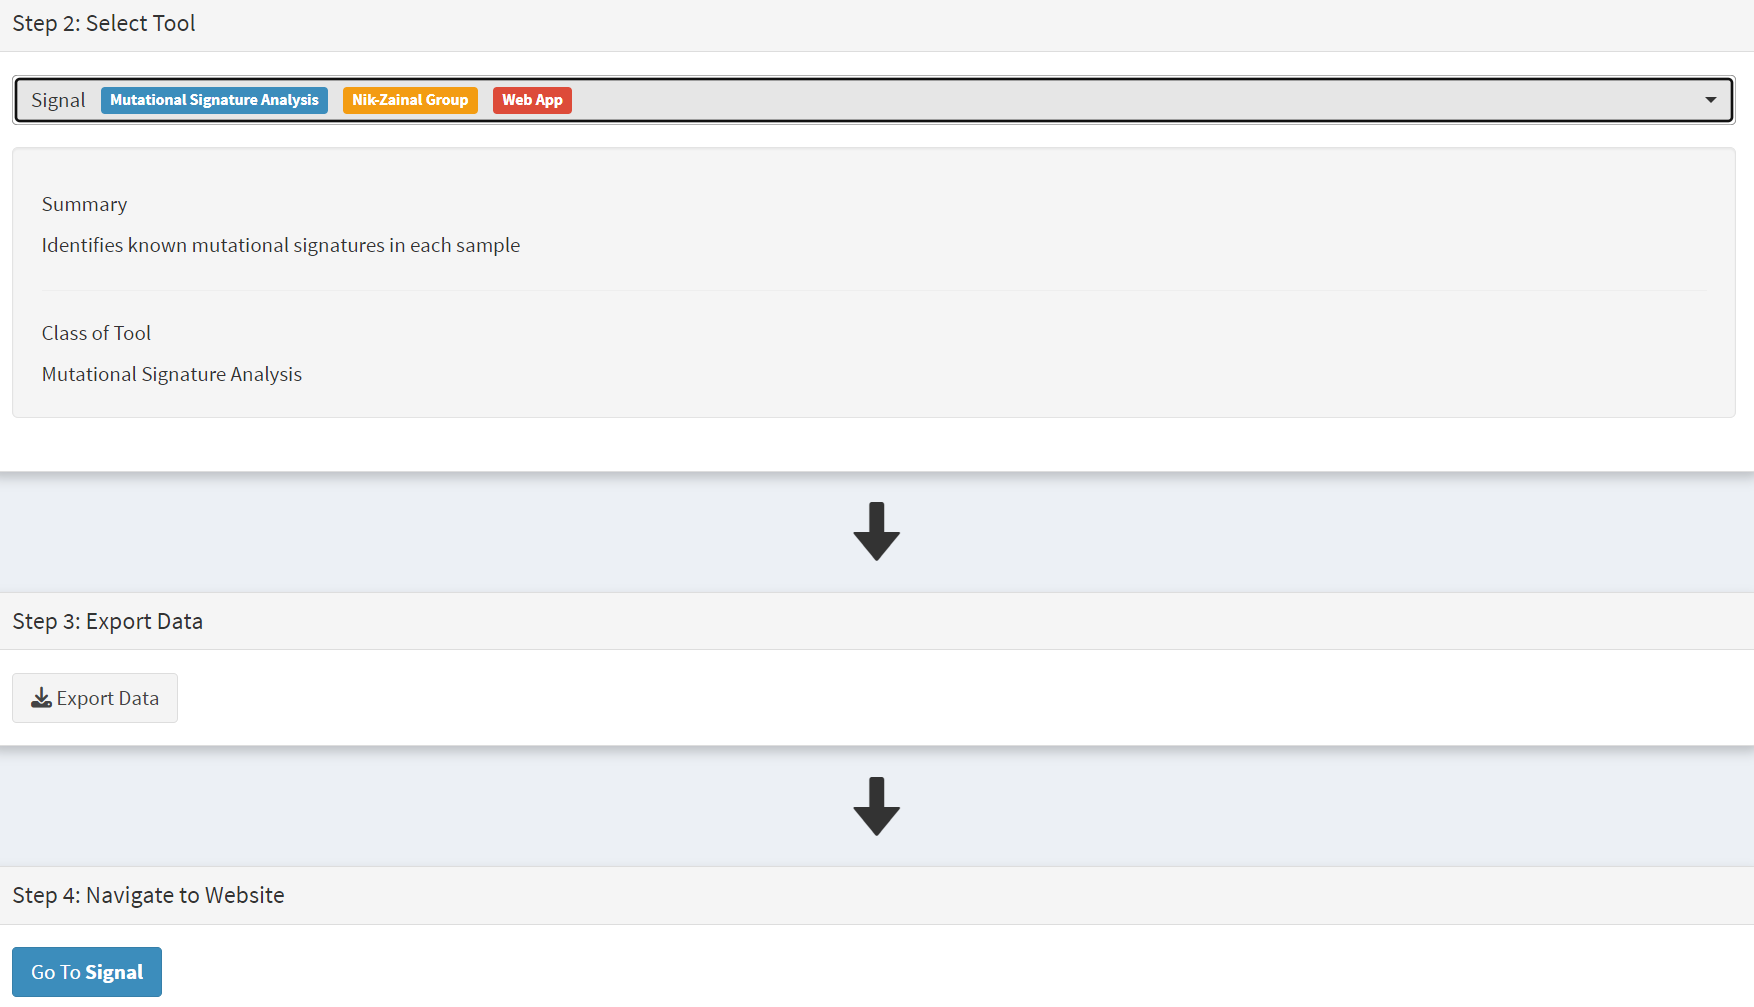 Step 2: Select Tool
Signal Mutational Signature Analysis Nik-Zainal Group Web App
Summary
Identifies known mutational signatures in each sample
Class of Tool
Mutational Signature Analysis
Step 3: Export Data
Export Data
Step 4: Navigate to Website
Go To Signal